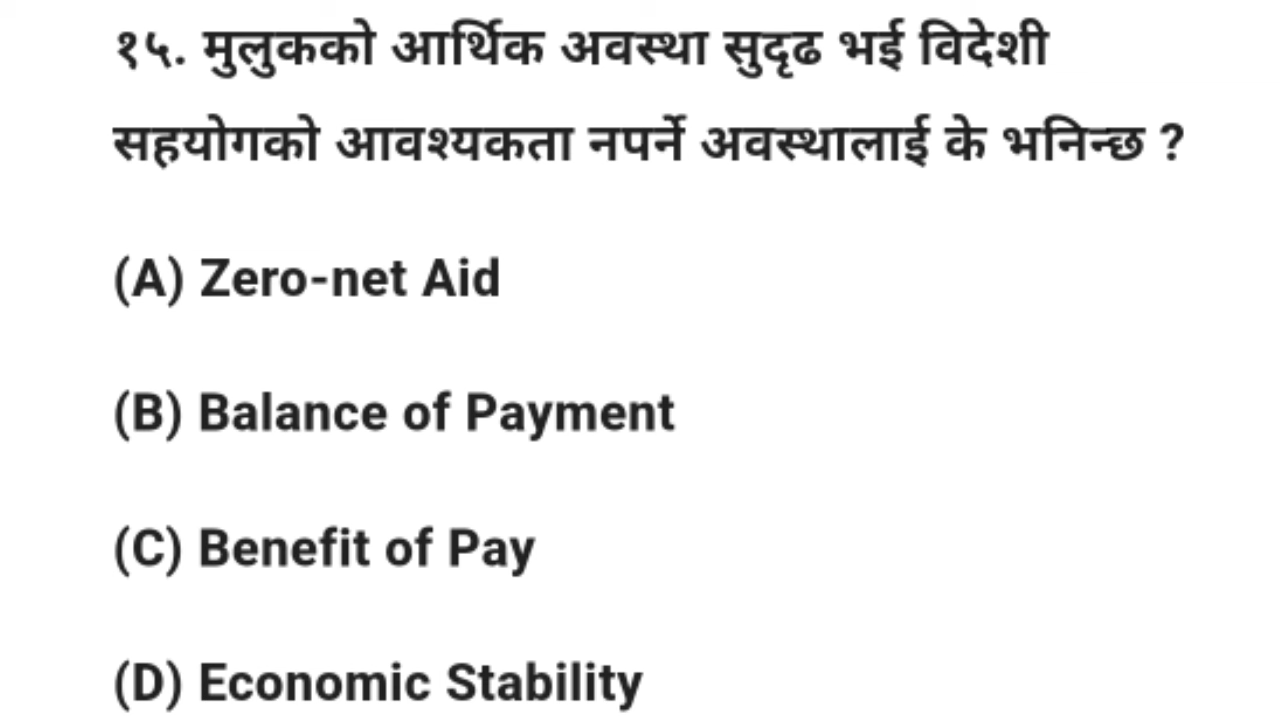 १५. मुलुकको आर्थिक अवस्था सुदृढ भई विदेशी
सहयोगको आवश्यकता नपर्ने अवस्थालाई के भनिन्छ ?
(A) Zero-net Aid
(B) Balance of Payment
(C) Benefit of Pay
(D) Economic Stability